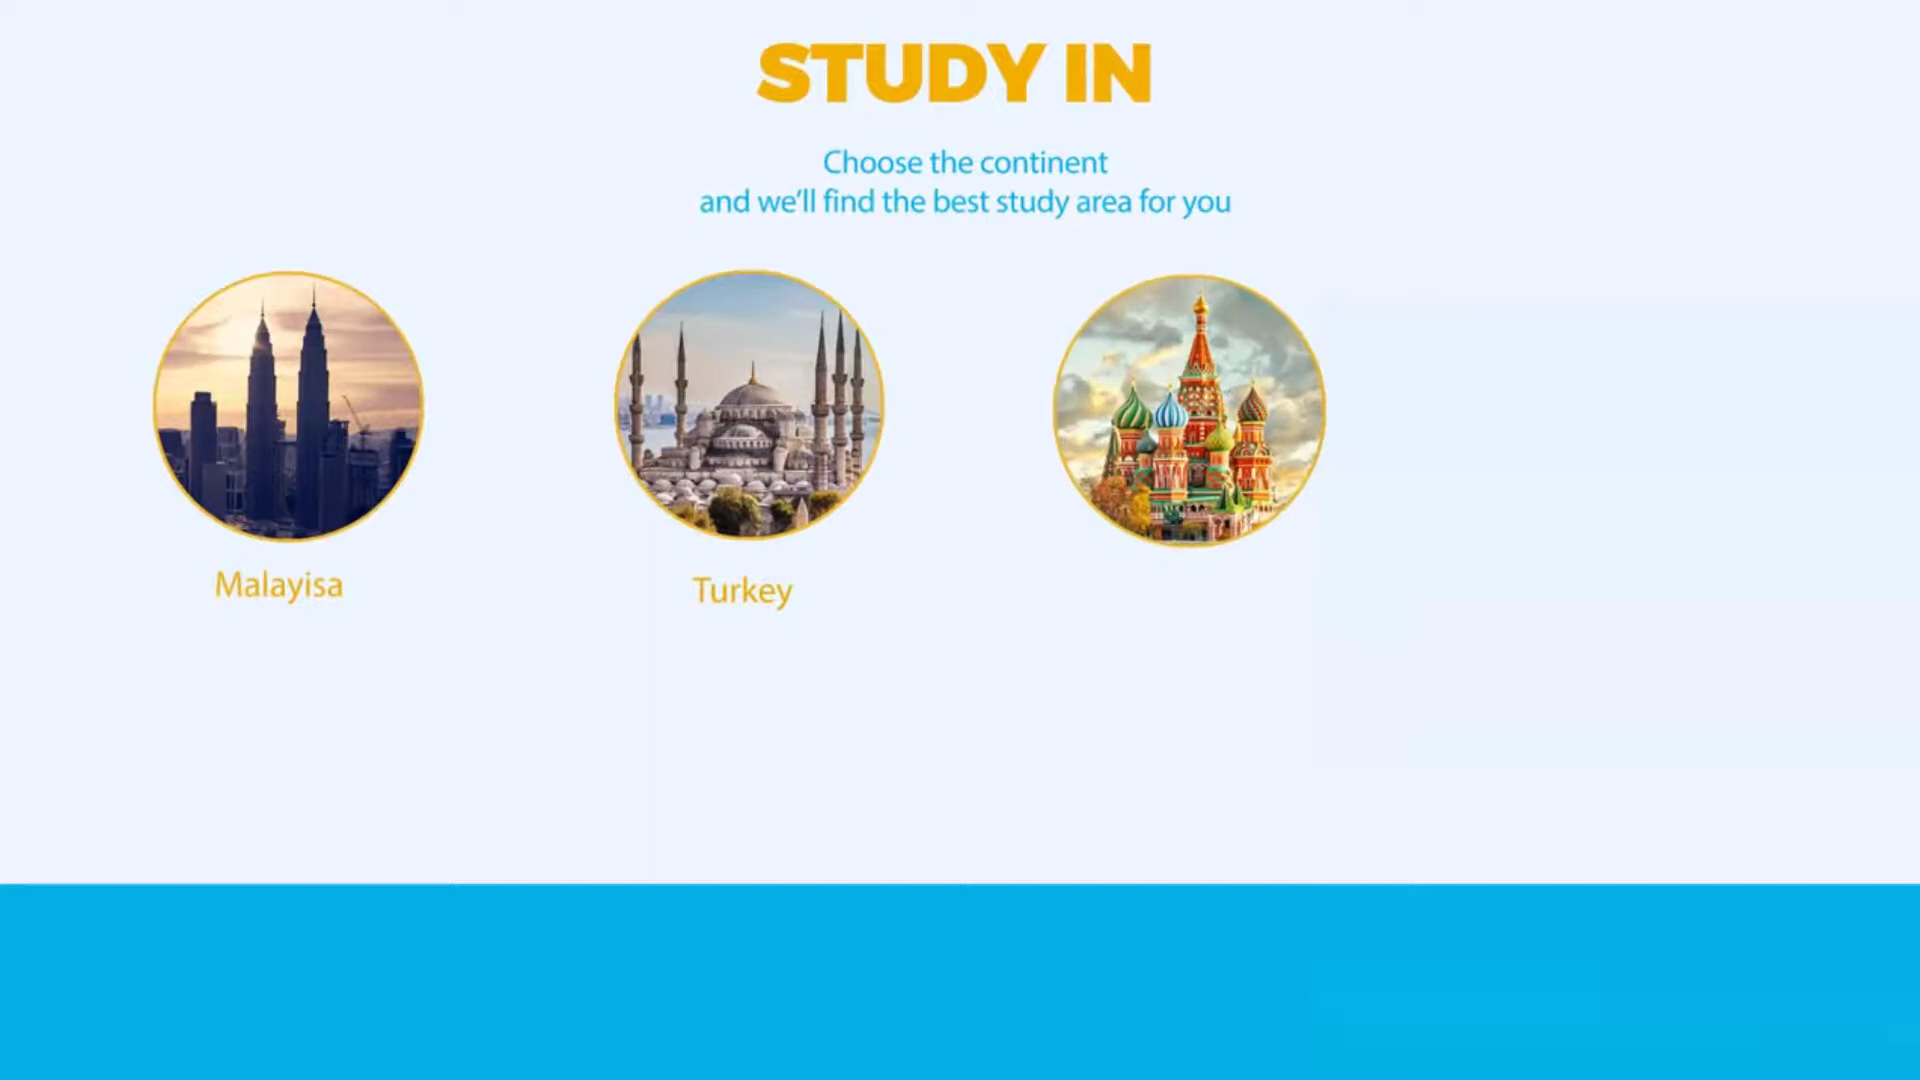 STUDY IN
Choose the continent
and we'll find the best study area for you
Malayisa
Turkey